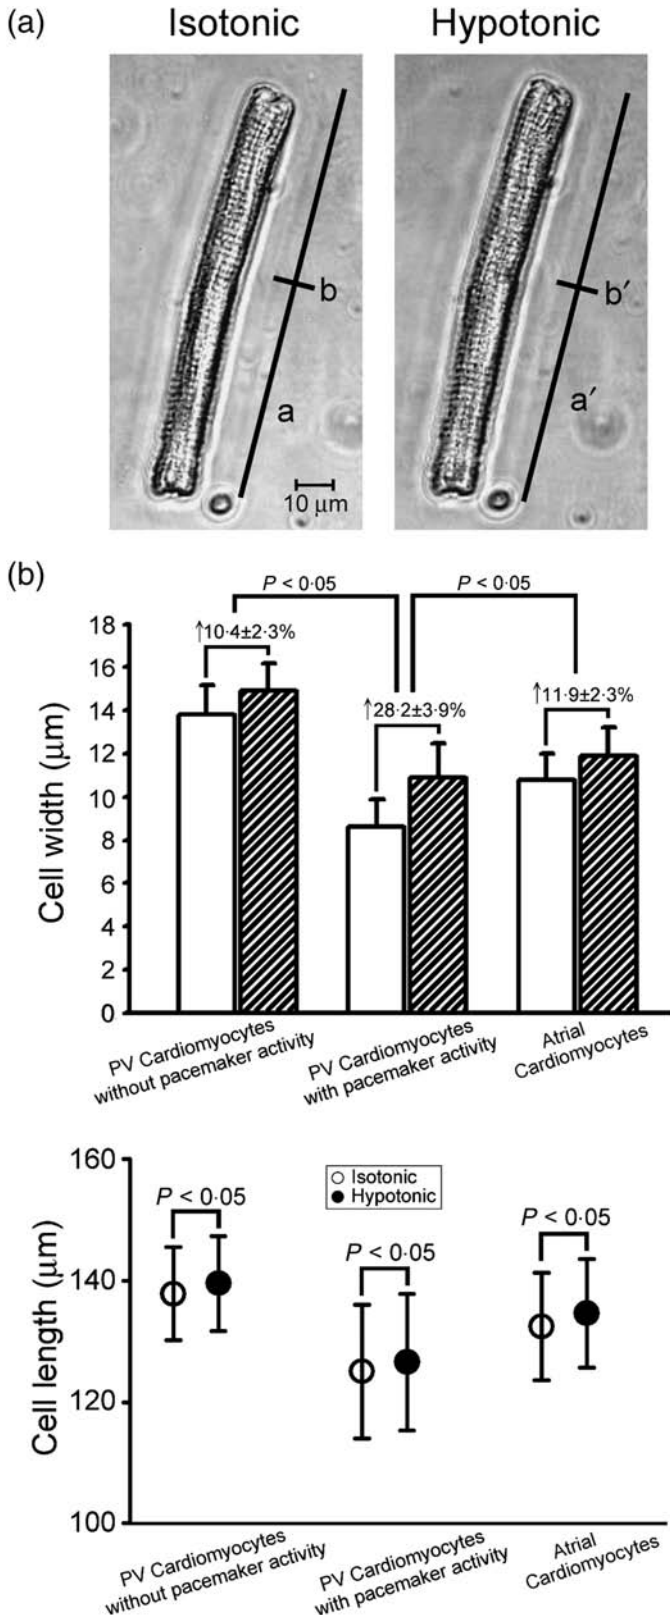 (a)
Isotonic
Hypotonic
b
b′
a
a′
10 μm
(b)
P < 0·05
P < 0·05
Cell width (μm)
18
16
14
12
10
8
6
4
2
0
↑10·4±2·3%
↑28·2±3·9%
↑11·9±2·3%
PV Cardiomyocytes
without pacemaker activity
PV Cardiomyocytes
with pacemaker activity
Atrial
Cardiomyocytes
Cell length (μm)
160
140
120
100
Isotonic
Hypotonic
P < 0·05
P < 0·05
P < 0·05
PV Cardiomyocytes
without pacemaker activity
PV Cardiomyocytes
with pacemaker activity
Atrial
Cardiomyocytes